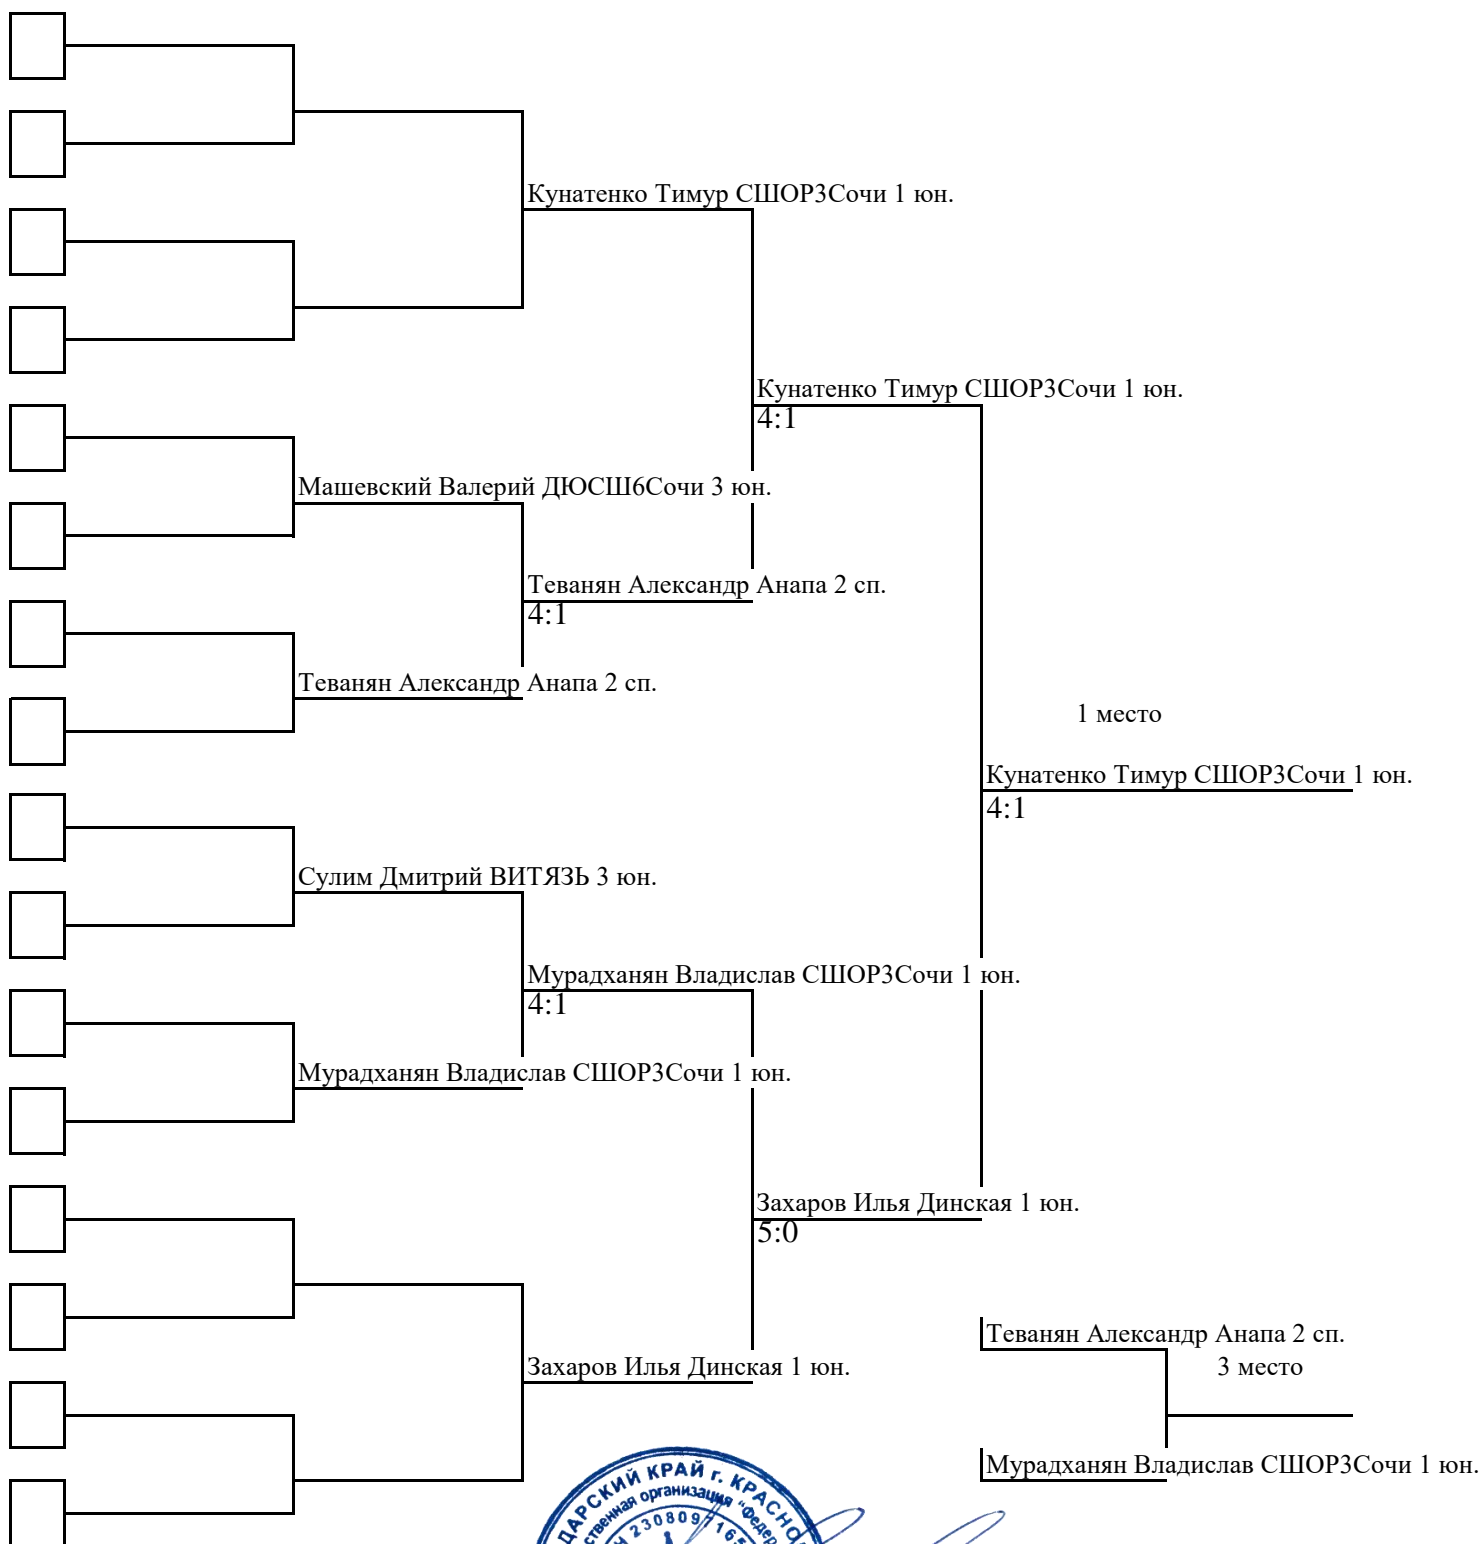 Кунатенко Тимур СШОР3Сочи 1 юн.
Кунатенко Тимур СШОР3Сочи 1 юн.
4:1
Машевский Валерий ДЮСШ6Сочи 3 юн.
Теванян Александр Анапа 2 сп.
4:1
Теванян Александр Анапа 2 сп.
1 место
Кунатенко Тимур СШОР3Сочи 1 юн.
4:1
Сулим Дмитрий ВИТЯЗЬ 3 юн.
Мурадханян Владислав СШОР3Сочи 1 юн.
4:1
Мурадханян Владислав СШОР3Сочи 1 юн.
Захаров Илья Динская 1 юн.
5:0
Теванян Александр Анапа 2 сп.
Захаров Илья Динская 1 юн.
3 место
Мурадханян Владислав СШОР3Сочи 1 юн.
КРАЙ г.
организация